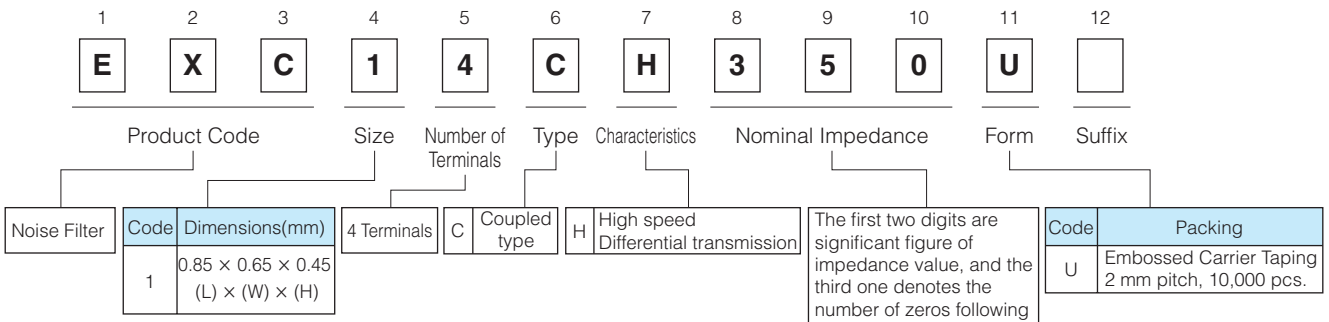 1 2 3 4 5 6 7 8 9 10 11 12
E X C 1 4 C H 3 5 0 U
Product Code Size Number of Terminals Type Characteristics Nominal Impedance Form Suffix
Noise Filter
Code Dimensions(mm)
1 0.85 × 0.65 × 0.45
(L) × (W) × (H)
4 Terminals
C Coupled
type
H High speed
Differential transmission
The first two digits are
significant figure of
impedance value, and the
third one denotes the
number of zeros following
Code Packing
U Embossed Carrier Taping
2 mm pitch, 10,000 pcs.